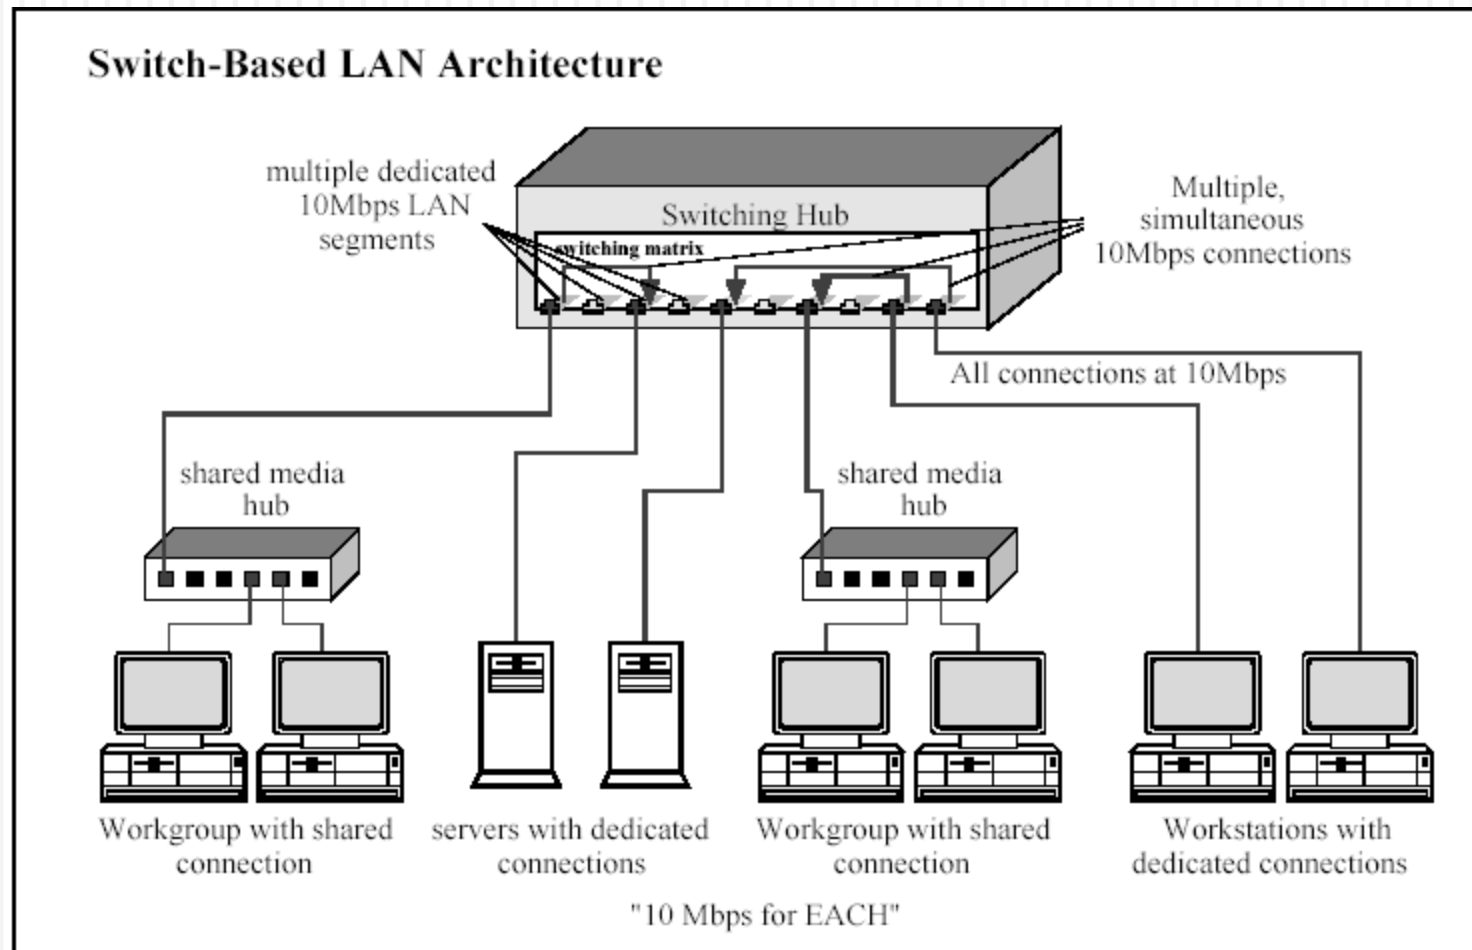 Switch-Based LAN Architecture
multiple dedicated
10Mbps LAN
segments
Switching Hub
switching matrix
Multiple,
simultaneous
10Mbps connections
All connections at 10Mbps
shared media
hub
shared media
hub
Workgroup with shared
connection
servers with dedicated
connections
Workgroup with shared
connection
Workstations with
dedicated connections
"10 Mbps for EACH"